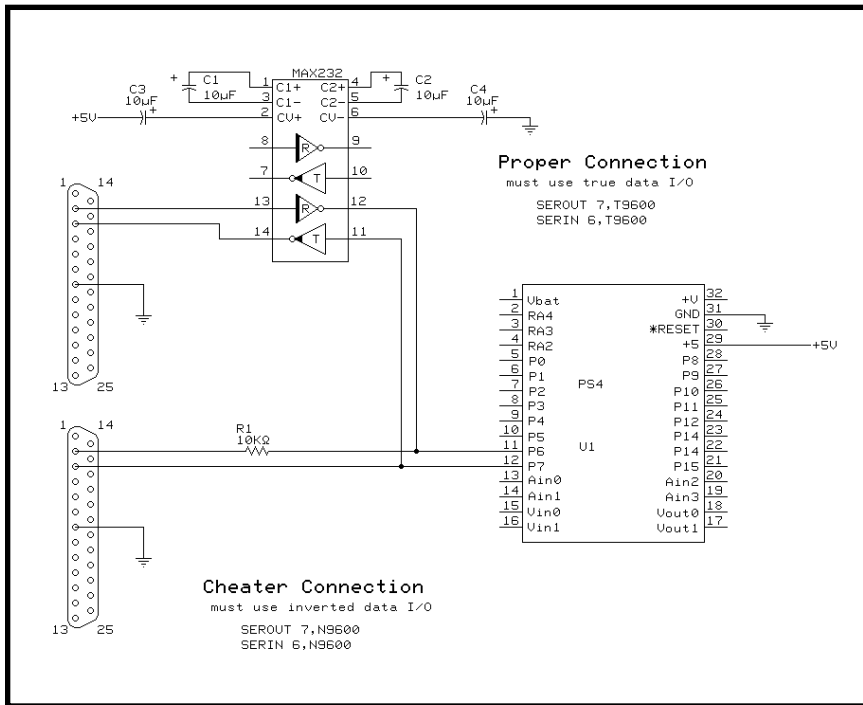 MAX232
C1
10µF
C2
10µF
C3
10µF
C4
10µF
+5V
1 C1+ C2+ 4
3 C1- C2- 5
2 CV+ CV- 6
8 R 9
7 T 10
13 R 12
14 T 11
1 14
13 25
Proper Connection
must use true data I/O
SEROUT 7,T9600
SERIN 6,T9600
1 Vbat +V 32
2 RA4 GND 31
3 RA3 *RESET 30
4 RA2 +5 29
+5V
5 P0 P8 28
6 P1 P9 27
7 P2 P10 26
8 P3 P11 25
9 P4 P12 24
10 P5 P14 23
11 P6 P14 22
12 P7 P15 21
13 Ain0 Ain2 20
14 Ain1 Ain3 19
15 Vin0 Vout0 18
16 Vin1 Vout1 17
PS4
U1
1 14
R1
10KΩ
13 25
Cheater Connection
must use inverted data I/O
SEROUT 7,N9600
SERIN 6,N9600